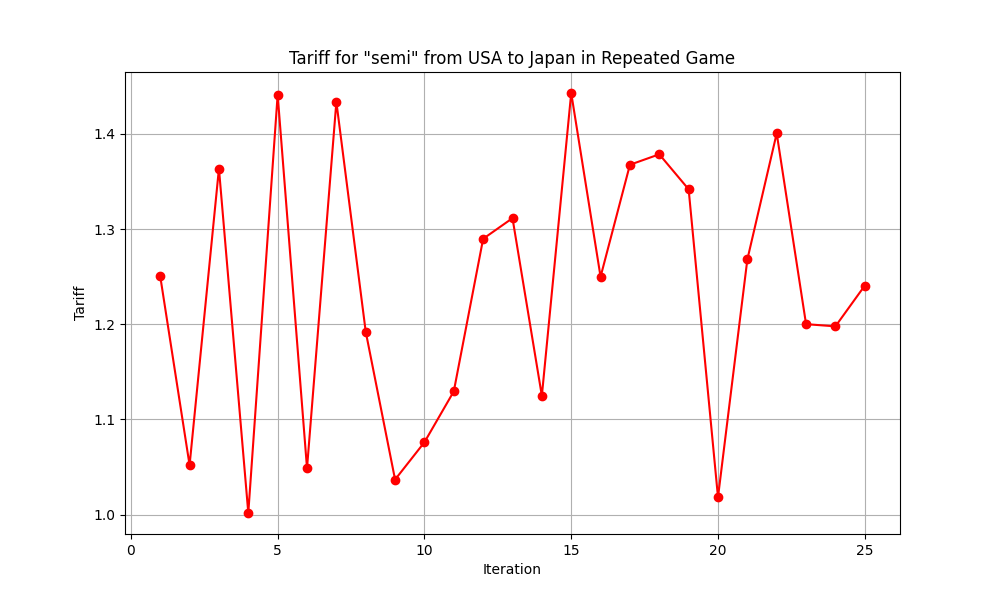 Tariff for "semi" from USA to Japan in Repeated Game
Tariff
1.4
1.3
1.2
1.1
1.0
0 5 10 15 20 25
Iteration